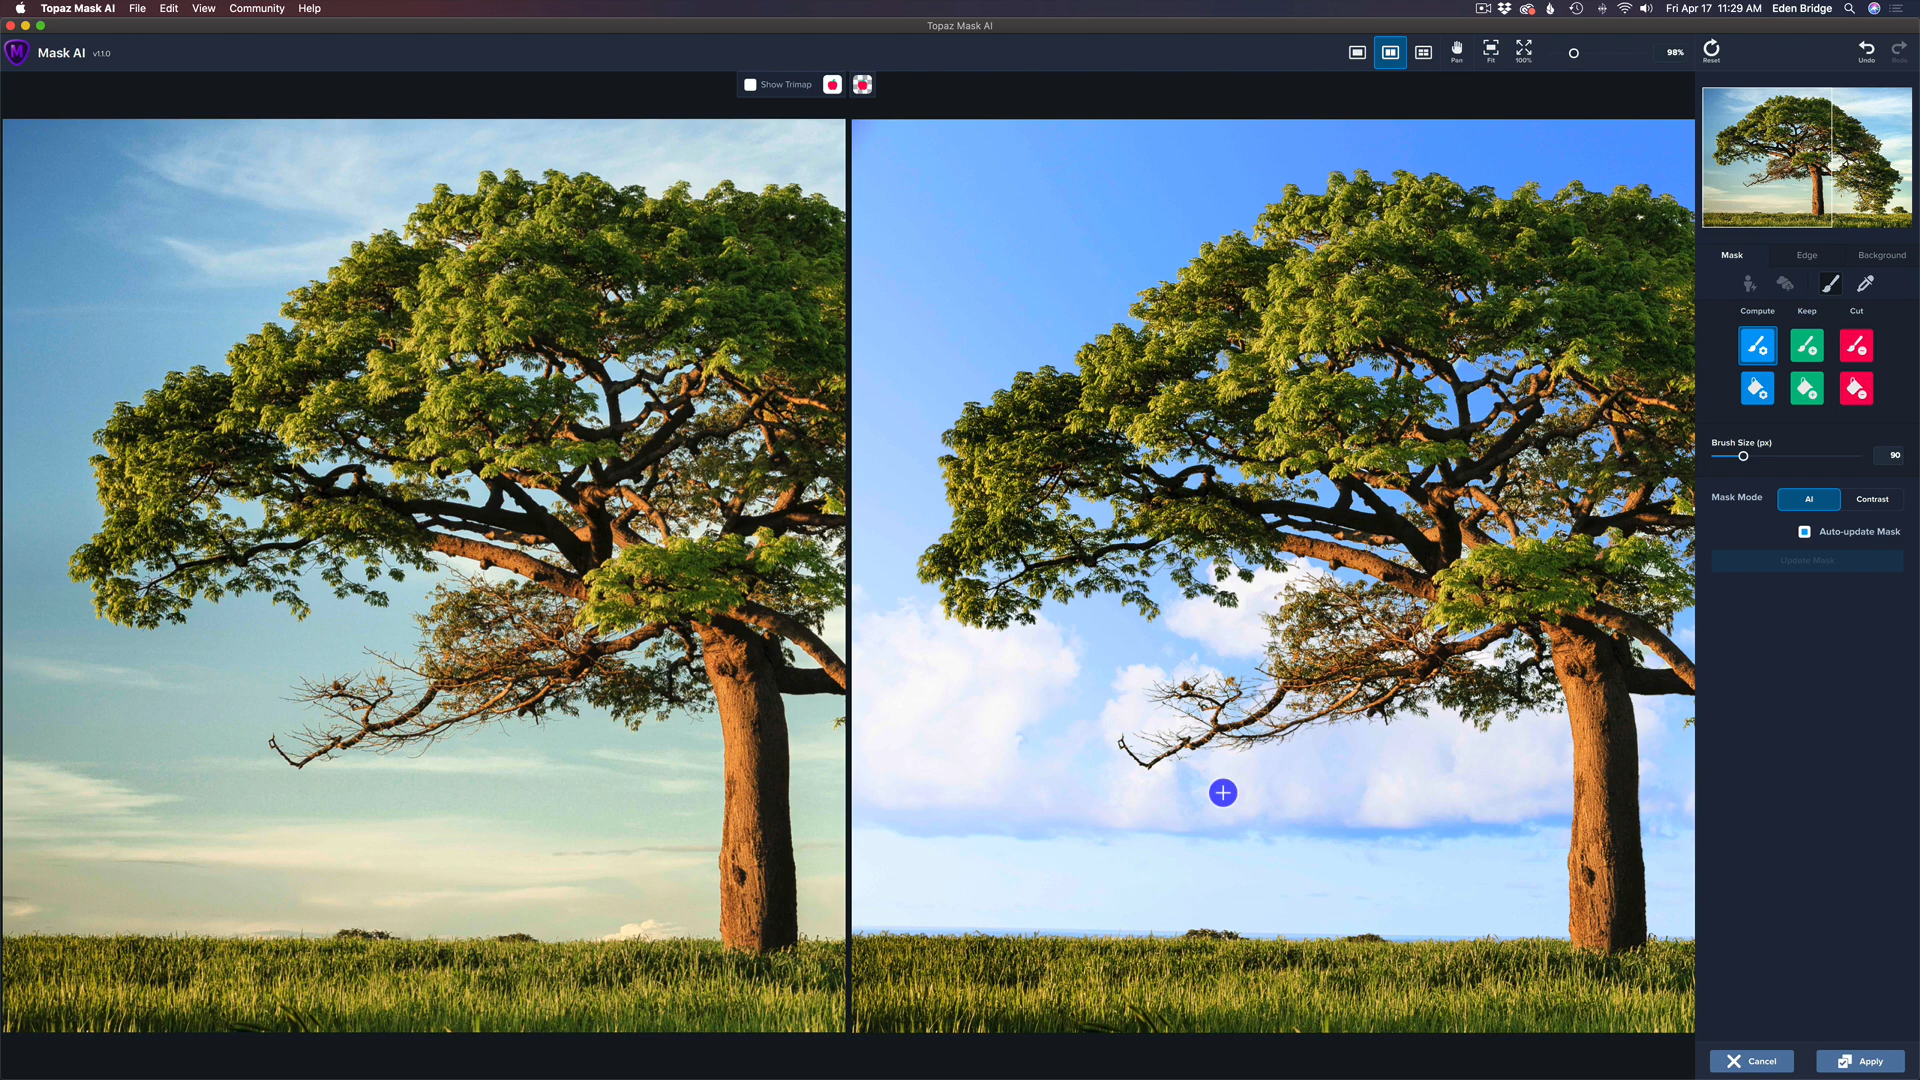 Topaz Mask AI File Edit View Community Help Fri Apr 17 11:29 AM Eden Bridge
Topaz Mask AI
Mask AI v1.1.0
Pan Fit 100% 98% Reset Undo Redo
Show Trimap
Mask Edge Background
Compute Keep Cut
Brush Size (px)
90
Mask Mode AI Contrast
Auto-update Mask
Update Mask
Cancel Apply